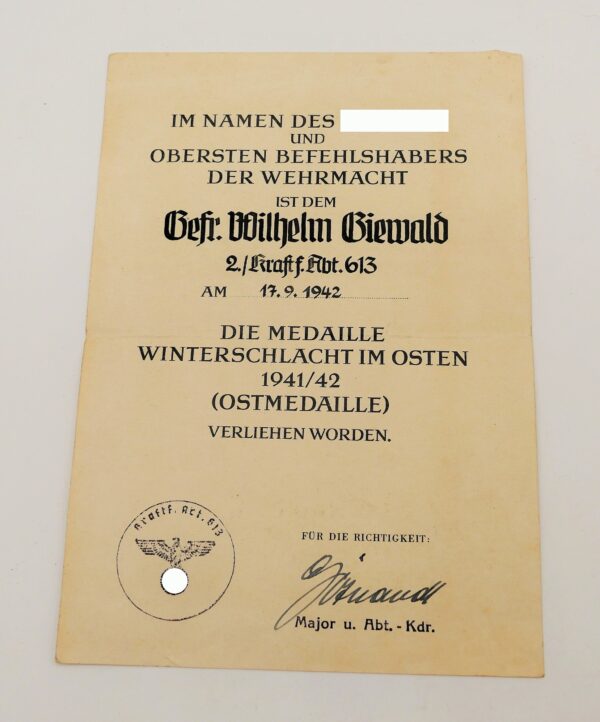 IM NAMEN DES
UND
OBERSTEN BEFEHLSHABERS
DER WEHRMACHT
IST DEM
Gefr. Wilhelm Giewald
2./Kraftf. Abt. 613
AM 17.9.1942
DIE MEDAILLE
WINTERSCHLACHT IM OSTEN
1941/42
(OSTMEDAILLE)
VERLIEHEN WORDEN.
Kraftf. Abt. 613
FÜR DIE RICHTIGKEIT:
Major u. Abt. - Kdr.